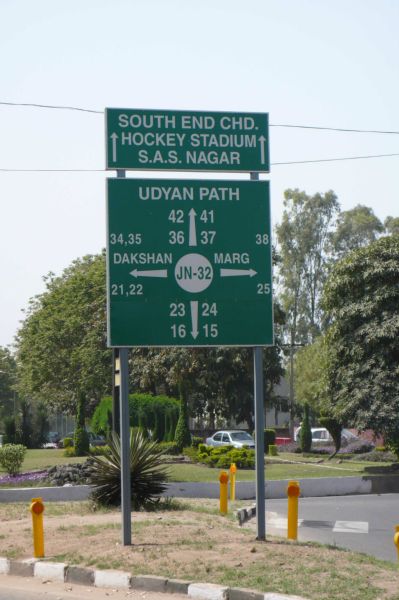 SOUTH END CHD.
HOCKEY STADIUM
S.A.S. NAGAR
UDYAN PATH
42 41
36 37
34,35 38
DAKSHAN MARG
JN-32
21,22 25
23 24
16 15